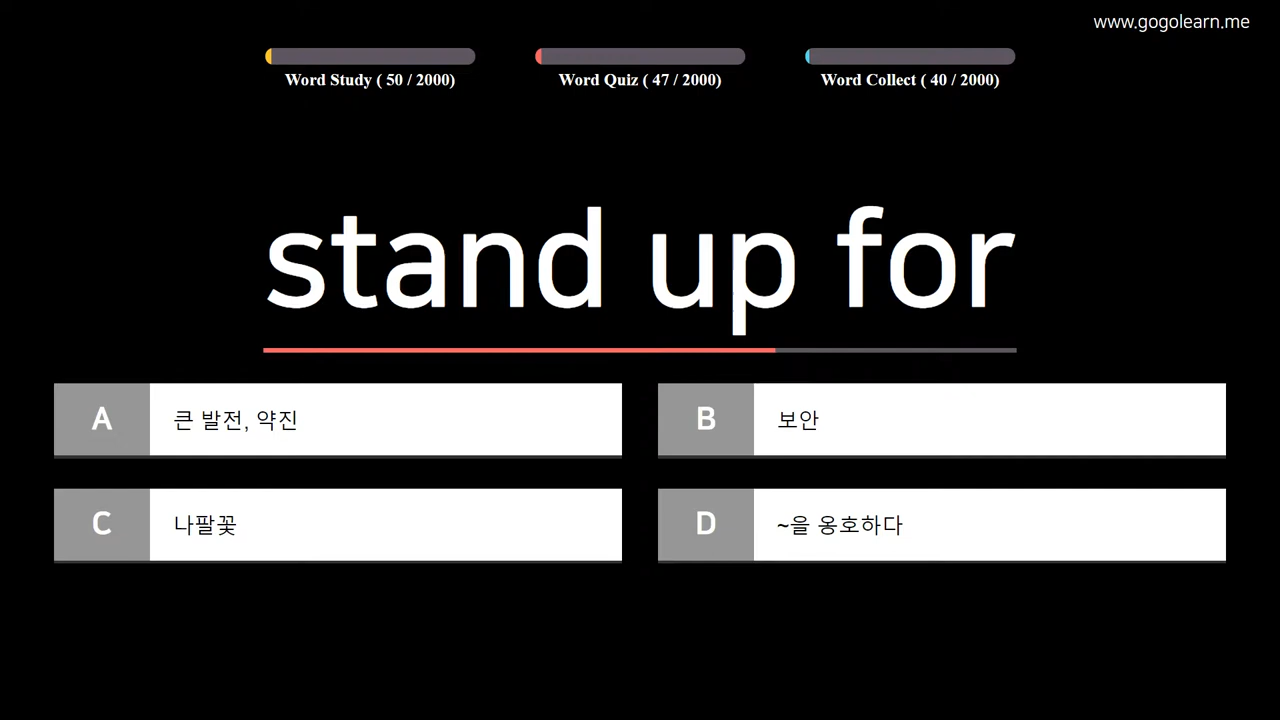 www.gogolearn.me
Word Study ( 50 / 2000)
Word Quiz ( 47 / 2000)
Word Collect ( 40 / 2000)
stand up for
A 큰 발전, 약진
B 보안
C 나팔꽃
D ~을 옹호하다